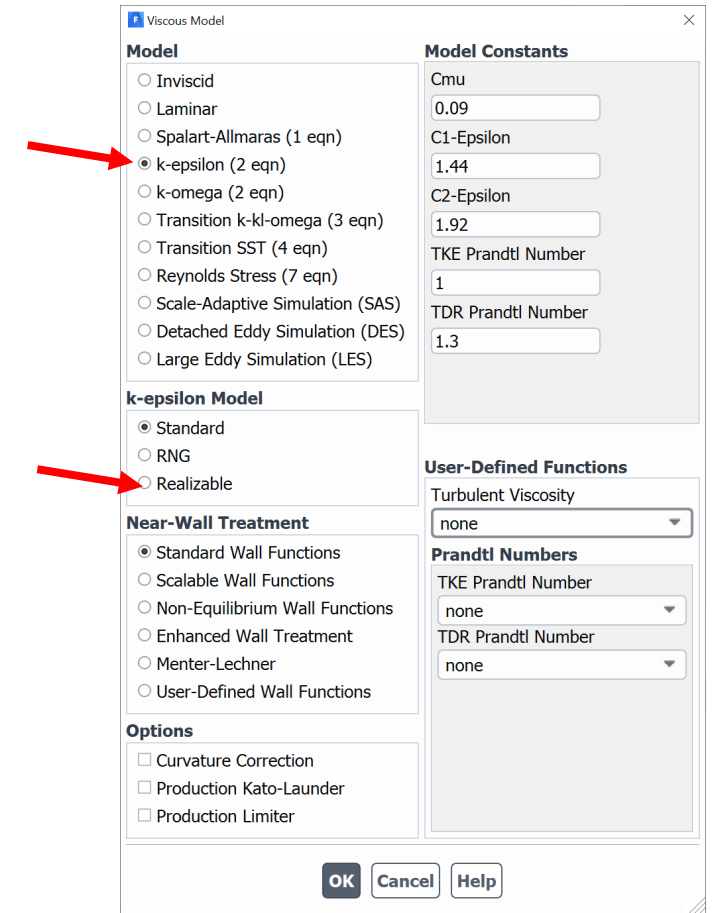 F Viscous Model
Model
Inviscid
Laminar
Spalart-Allmaras (1 eqn)
k-epsilon (2 eqn)
k-omega (2 eqn)
Transition k-kl-omega (3 eqn)
Transition SST (4 eqn)
Reynolds Stress (7 eqn)
Scale-Adaptive Simulation (SAS)
Detached Eddy Simulation (DES)
Large Eddy Simulation (LES)
k-epsilon Model
Standard
RNG
Realizable
Near-Wall Treatment
Standard Wall Functions
Scalable Wall Functions
Non-Equilibrium Wall Functions
Enhanced Wall Treatment
Menter-Lechner
User-Defined Wall Functions
Options
Curvature Correction
Production Kato-Launder
Production Limiter
Model Constants
Cmu
0.09
C1-Epsilon
1.44
C2-Epsilon
1.92
TKE Prandtl Number
1
TDR Prandtl Number
1.3
User-Defined Functions
Turbulent Viscosity
none
Prandtl Numbers
TKE Prandtl Number
none
TDR Prandtl Number
none
OK Cancel Help